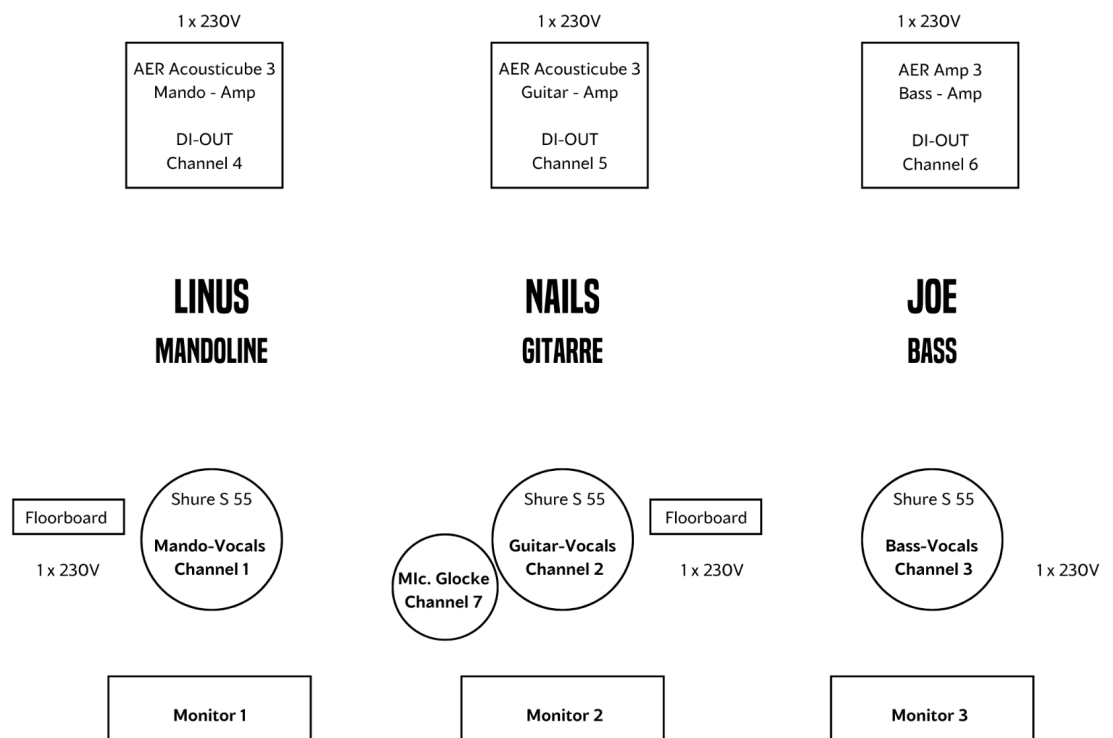 1 x 230V
1 x 230V
1 x 230V
AER Acousticube 3
Mando - Amp
DI-OUT
Channel 4
AER Acousticube 3
Guitar - Amp
DI-OUT
Channel 5
AER Amp 3
Bass - Amp
DI-OUT
Channel 6
LINUS
MANDOLINE
NAILS
GITARRE
JOE
BASS
Floorboard
1 x 230V
Shure S 55
Mando-Vocals
Channel 1
MIc. Glocke
Channel 7
Shure S 55
Guitar-Vocals
Channel 2
Floorboard
1 x 230V
Shure S 55
Bass-Vocals
Channel 3
1 x 230V
Monitor 1
Monitor 2
Monitor 3